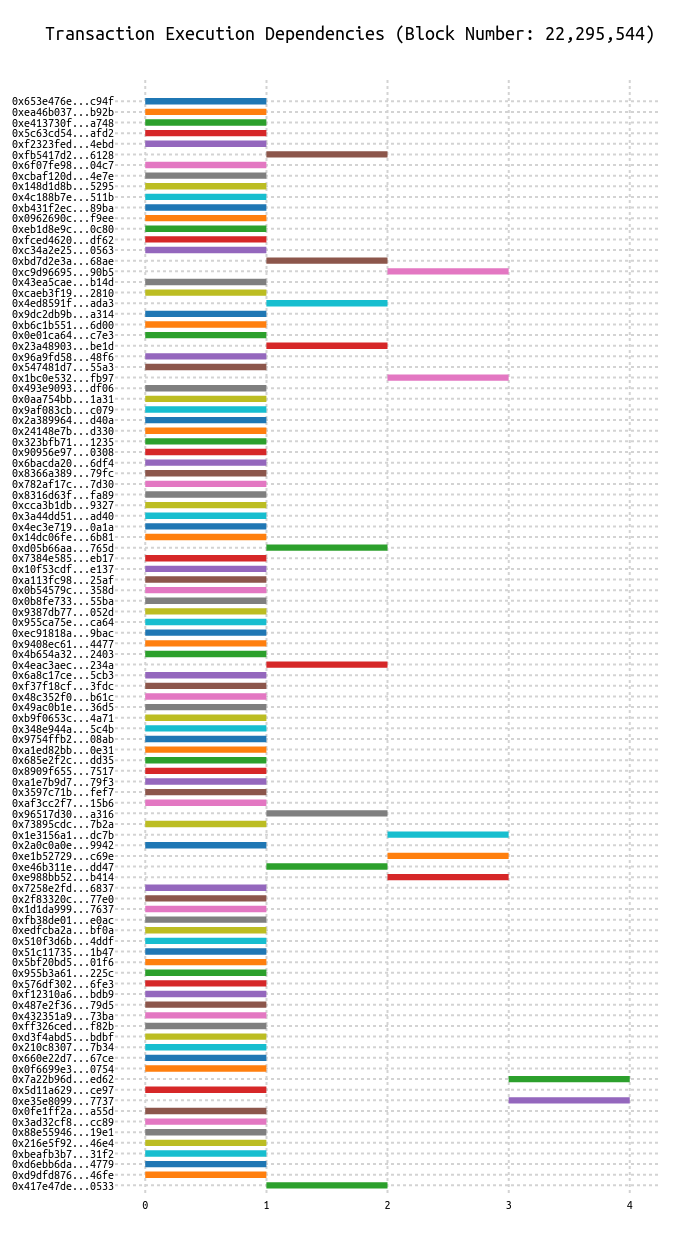 Transaction Execution Dependencies (Block Number: 22,295,544)
0x653e476e...c94f
0xea46b037...b92b
0xe413730f...a748
0x5c63cd54...afd2
0xf2323fed...4ebd
0xfb5417d2...6128
0x6f07fe98...04c7
0xcbaf120d...4e7e
0x148d1d8b...5295
0x4c188b7e...511b
0xb431f2ec...89ba
0x0962690c...f9ee
0xeb1d8e9c...0c80
0xfced4620...df62
0xc34a2e25...0563
0xbd7d2e3a...68ae
0xc9d96695...90b5
0x43ea5cae...b14d
0xcaeb3f19...2810
0x4ed8591f...ada3
0x9dc2db9b...a314
0xb6c1b551...6d00
0x0e01ca64...c7e3
0x23a48903...be1d
0x96a9fd58...48f6
0x547481d7...55a3
0x1bc0e532...fb97
0x493e9093...df06
0x0aa754bb...1a31
0x9af083cb...c079
0x2a389964...d40a
0x24148e7b...d330
0x323bfb71...1235
0x90956e97...0308
0x6bacda20...6df4
0x8366a389...79fc
0x782af17c...7d30
0x8316d63f...fa89
0xcca3b1db...9327
0x3a44dd51...ad40
0x4ec3e719...0a1a
0x14dc06fe...6b81
0xd05b66aa...765d
0x7384e585...eb17
0x10f53cdf...e137
0xa113fc98...25af
0x0b54579c...358d
0x0b8fe733...55ba
0x9387db77...052d
0x955ca75e...ca64
0xec91818a...9bac
0x9408ec61...4477
0x4b654a32...2403
0x4eac3aec...234a
0x6a8c17ce...5cb3
0xf37f18cf...3fdc
0x48c352f0...b61c
0x49ac0b1e...36d5
0xb9f0653c...4a71
0x348e944a...5c4b
0x9754ffb2...08ab
0xa1ed82bb...0e31
0x685e2f2c...dd35
0x8909f655...7517
0xa1e7b9d7...79f3
0x3597c71b...fef7
0xaf3cc2f7...15b6
0x96517d30...a316
0x73895cdc...7b2a
0x1e3156a1...dc7b
0x2a0c0a0e...9942
0xe1b52729...c69e
0xe46b311e...dd47
0xe988bb52...b414
0x7258e2fd...6837
0x2f83320c...77e0
0x1d1da999...7637
0xfb38de01...e0ac
0xedfcba2a...bf0a
0x510f3d6b...4ddf
0x51c11735...1b47
0x5bf20bd5...01f6
0x955b3a61...225c
0x576df302...6fe3
0xf12310a6...bdb9
0x487e2f36...79d5
0x432351a9...73ba
0xff326ced...f82b
0xd3f4abd5...bdbf
0x210c8307...7b34
0x660e22d7...67ce
0x0f6699e3...0754
0x7a22b96d...ed62
0x5d11a629...ce97
0xe35e8099...7737
0x0fe1ff2a...a55d
0x3ad32cf8...cc89
0x88e55946...19e1
0x216e5f92...46e4
0xbeafb3b7...31f2
0xd6ebb6da...4779
0xd9dfd876...46fe
0x417e47de...0533
0 1 2 3 4